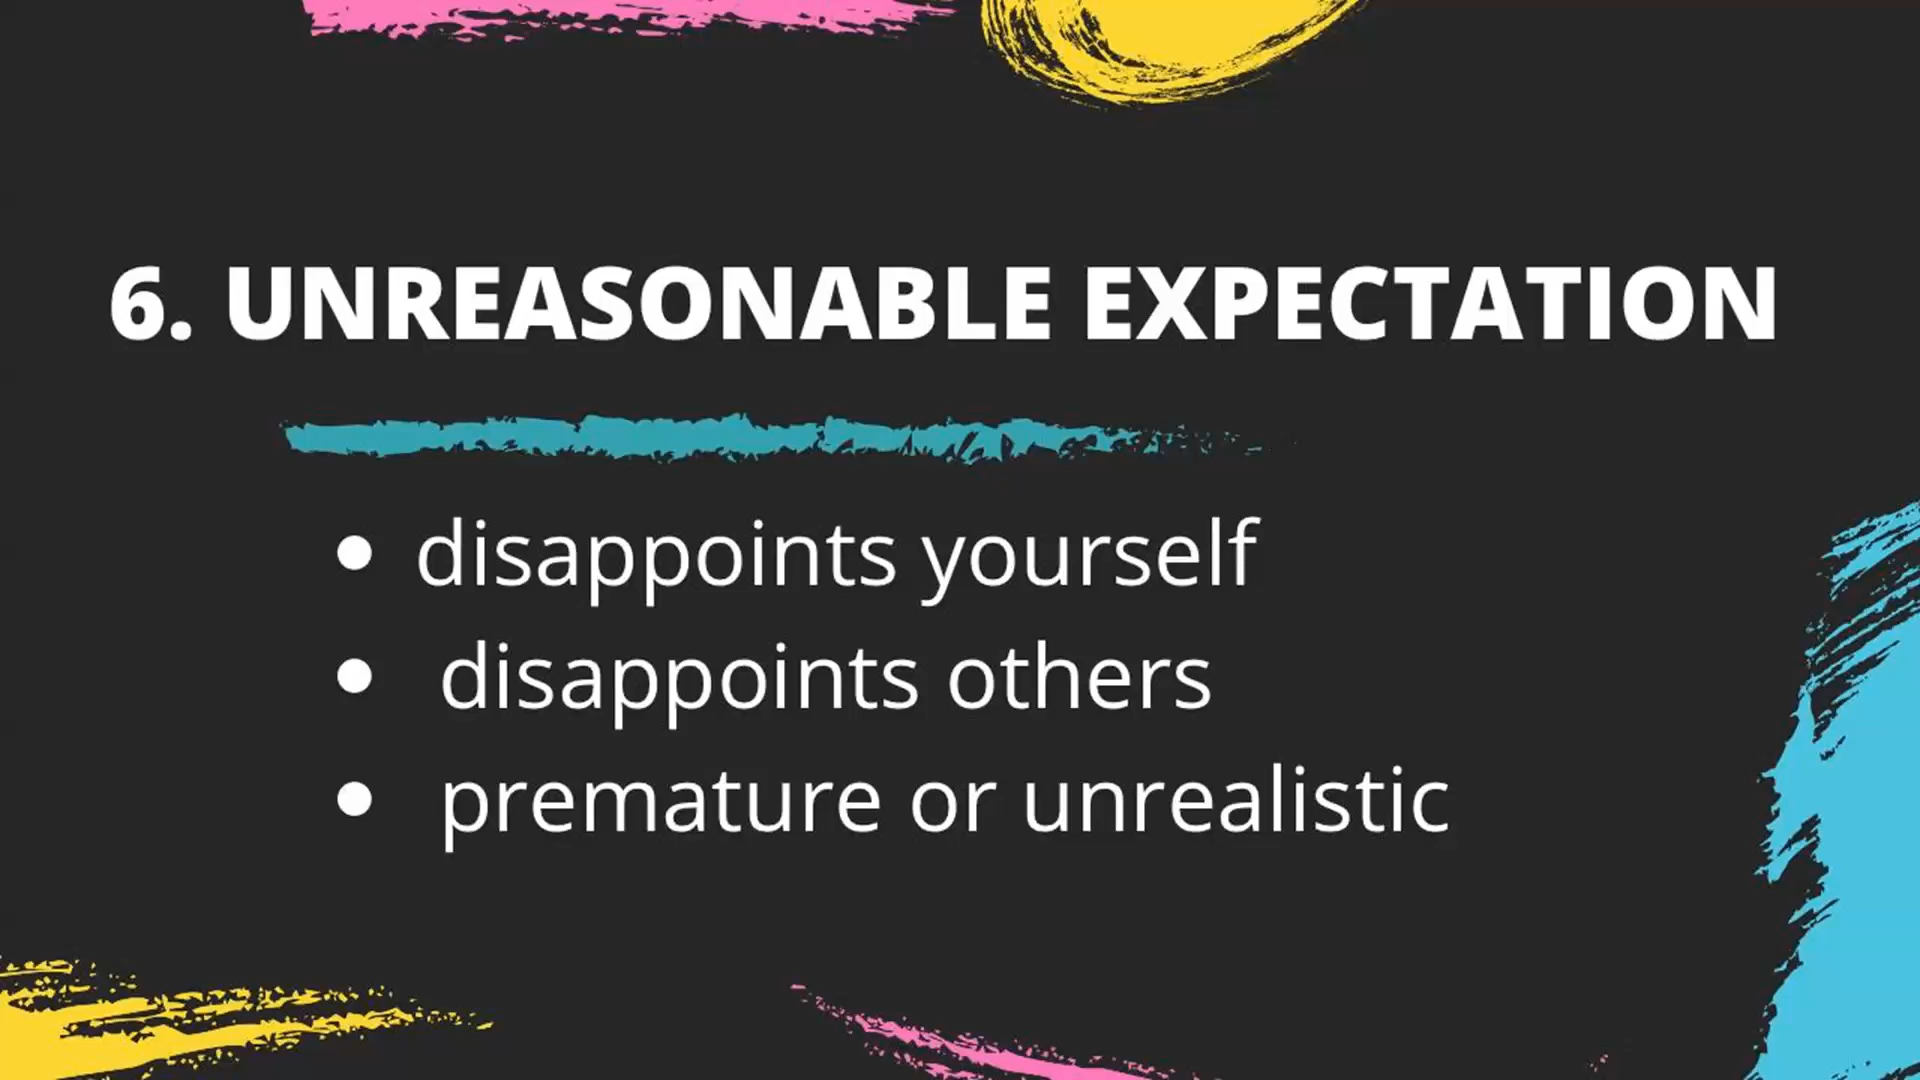 6. UNREASONABLE EXPECTATION
• disappoints yourself
• disappoints others
• premature or unrealistic